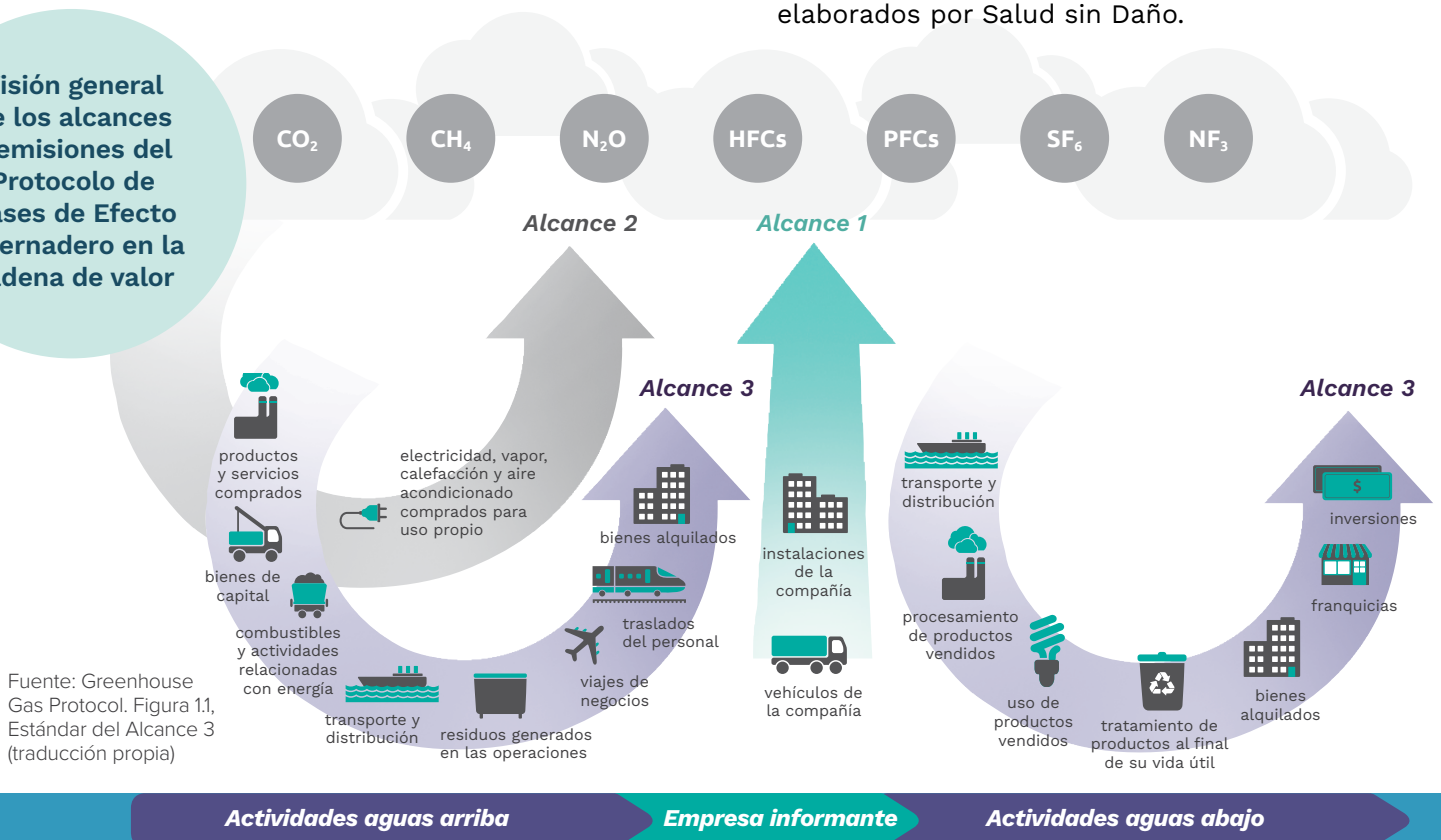 elaborados por Salud sin Daño.
isión general
e los alcances
emisiones del
Protocolo de
ases de Efecto
ernadero en la
dena de valor
CO₂
CH₄
N₂O
HFCs
PFCs
SF₆
NF₃
Alcance 2
Alcance 1
Alcance 3
Alcance 3
productos
y servicios
comprados
bienes de
capital
combustibles
y actividades
relacionadas
con energía
transporte y
distribución
residuos generados
en las operaciones
viajes de
negocios
traslados
del personal
bienes alquilados
electricidad, vapor,
calefacción y aire
acondicionado
comprados para
uso propio
instalaciones
de la
compañía
vehículos de
la compañía
transporte y
distribución
procesamiento
de productos
vendidos
uso de
productos
vendidos
tratamiento de
productos al final
de su vida útil
bienes
alquilados
franquicias
$
inversiones
Fuente: Greenhouse
Gas Protocol. Figura 1.1,
Estándar del Alcance 3
(traducción propia)
Actividades aguas arriba
Empresa informante
Actividades aguas abajo